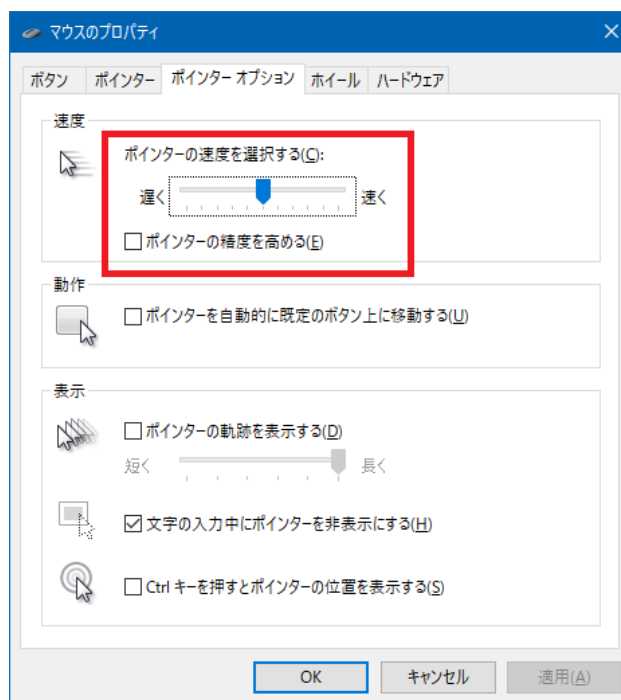 マウスのプロパティ
ボタン ポインター ポインター オプション ホイール ハードウェア
速度
ポインターの速度を選択する(C):
遅く 速く
ポインターの精度を高める(E)
動作
ポインターを自動的に既定のボタン上に移動する(U)
表示
ポインターの軌跡を表示する(D)
短く 長く
文字の入力中にポインターを非表示にする(H)
Ctrl キーを押すとポインターの位置を表示する(S)
OK キャンセル 適用(A)